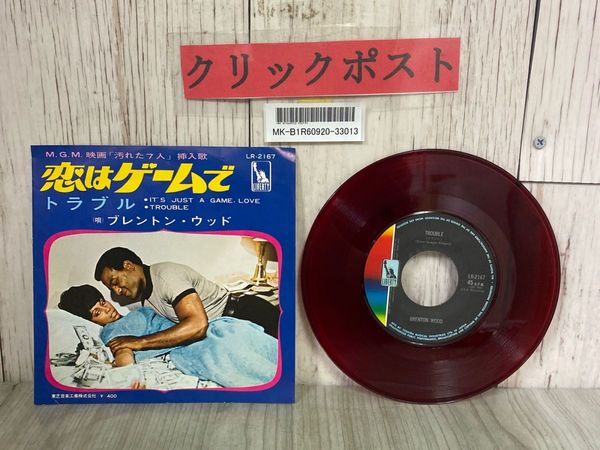 クリックポスト
MK-B1R60920-33013
M.G.M. 映画「汚れた7人」挿入歌
LR-2167
恋はゲームで
トラブル
•IT'S JUST A GAME, LOVE
•TROUBLE
LIBERTY
(唄) ブレントン・ウッド
東芝音楽工業株式会社 ¥ 400
TROUBLE
LIBERTY
LR-2167
45 R.P.M.
BRENTON WOOD